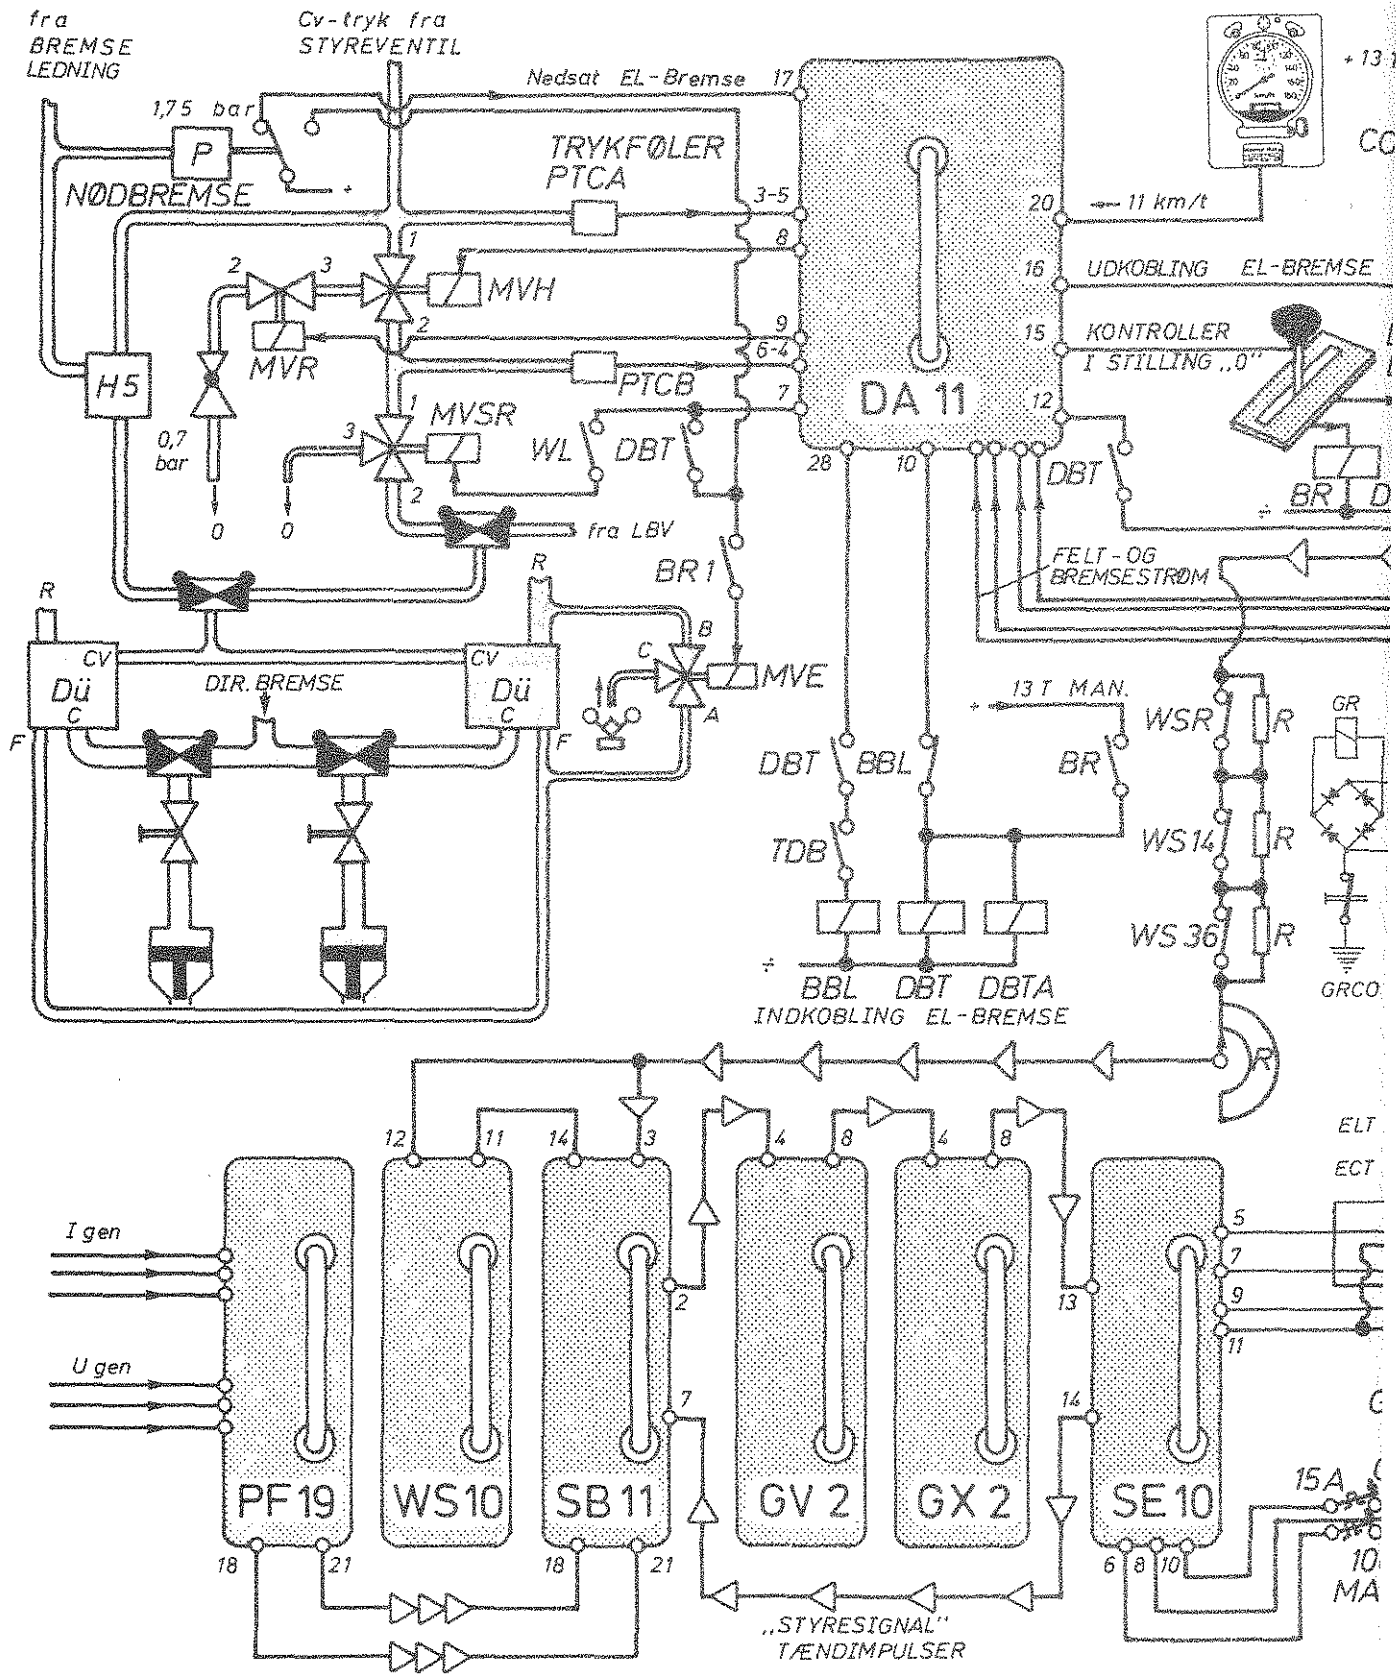 fra
BREMSE
LEDNING
Cv-tryk fra
STYREVENTIL
Nedsat EL-Bremse
17
1,75 bar
P
+
NØDBREMSE
TRYKFØLER
PTCA
3-5
8
1
2
3
MVH
2
MVR
9
6-4
PTCB
7
H5
0,7
bar
0
0
1
3
MVSR
2
WL
DBT
fra LBV
BR 1
DA 11
28
10
20
11 km/t
16
UDKOBLING EL-BREMSE
15
KONTROLLER
I STILLING „0"
12
DBT
BR
D
÷
+ 13 T
CO
FELT-OG
BREMSESTRØM
R
CV
Dü
C
F
DIR. BREMSE
R
CV
Dü
C
F
B
C
A
MVE
13 T MAN.
+
DBT
BBL
BR
TDB
÷
BBL
DBT
DBTA
INDKOBLING EL-BREMSE
WSR
R
WS 14
R
WS 36
R
R
GR
GRCO
ELT
ECT
12
11
14
3
4
8
4
8
I gen
U gen
PF 19
WS 10
SB 11
GV 2
GX 2
SE 10
2
7
13
14
5
7
9
11
18
21
18
21
6
8
10
15A
10
MA
„STYRESIGNAL"
TÆNDIMPULSER